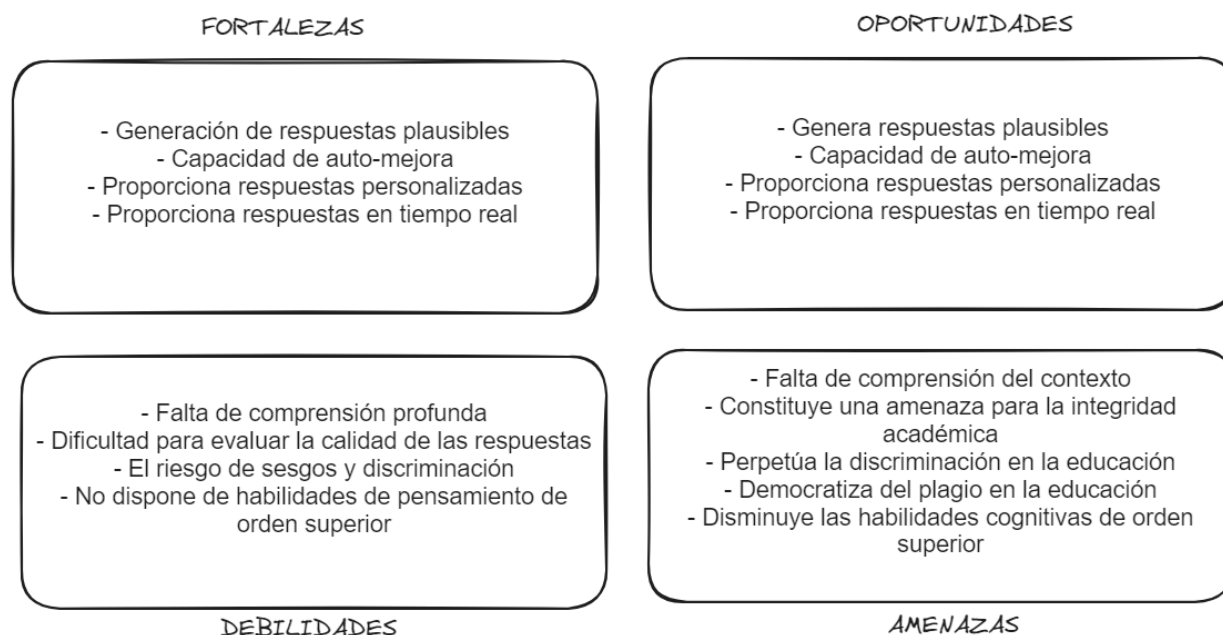 FORTALEZAS
- Generación de respuestas plausibles
- Capacidad de auto-mejora
- Proporciona respuestas personalizadas
- Proporciona respuestas en tiempo real
OPORTUNIDADES
- Genera respuestas plausibles
- Capacidad de auto-mejora
- Proporciona respuestas personalizadas
- Proporciona respuestas en tiempo real
- Falta de comprensión profunda
- Dificultad para evaluar la calidad de las respuestas
- El riesgo de sesgos y discriminación
- No dispone de habilidades de pensamiento de
orden superior
DEBILIDADES
- Falta de comprensión del contexto
- Constituye una amenaza para la integridad
académica
- Perpetúa la discriminación en la educación
- Democratiza del plagio en la educación
- Disminuye las habilidades cognitivas de orden
superior
AMENAZAS